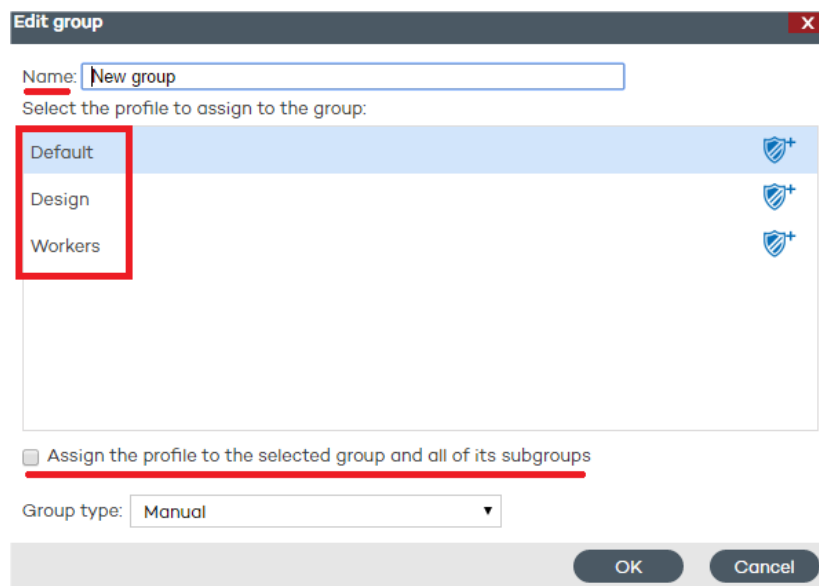 Edit group
X
Name: New group
Select the profile to assign to the group:
Default
Design
Workers
Assign the profile to the selected group and all of its subgroups
Group type: Manual
OK Cancel